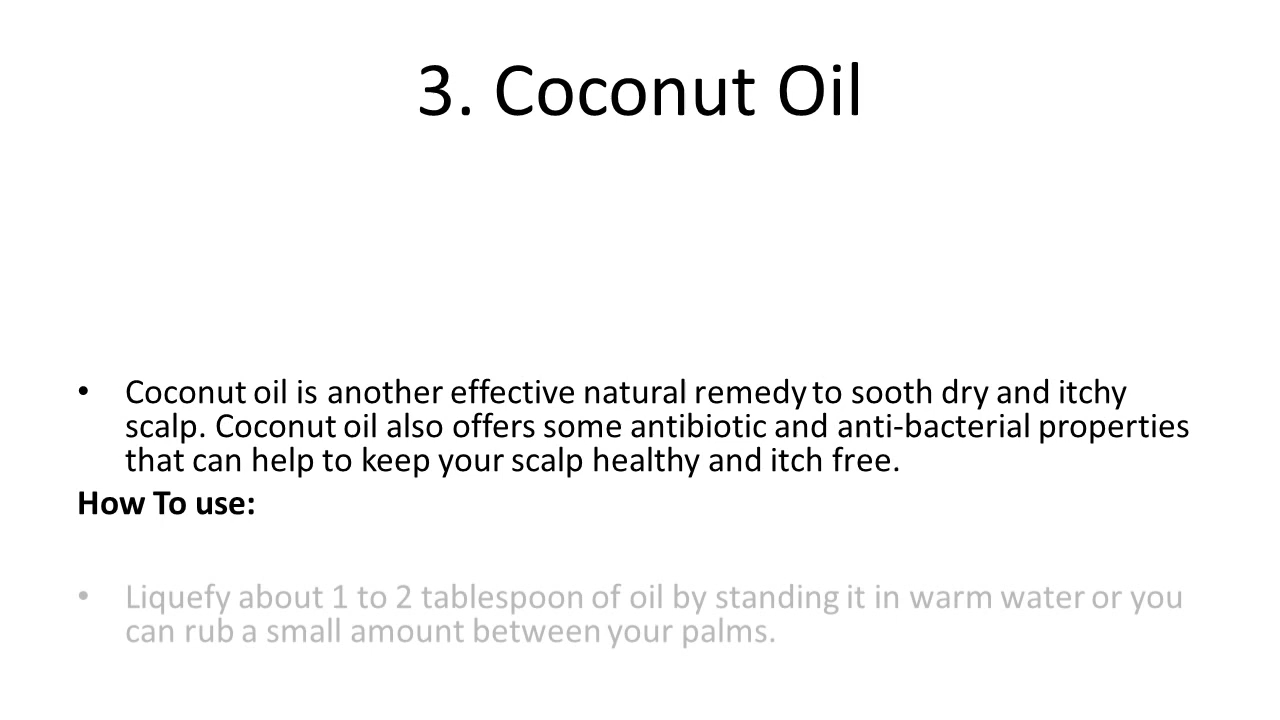 3. Coconut Oil
• Coconut oil is another effective natural remedy to sooth dry and itchy
scalp. Coconut oil also offers some antibiotic and anti-bacterial properties
that can help to keep your scalp healthy and itch free.
How To use:
• Liquefy about 1 to 2 tablespoon of oil by standing it in warm water or you
can rub a small amount between your palms.